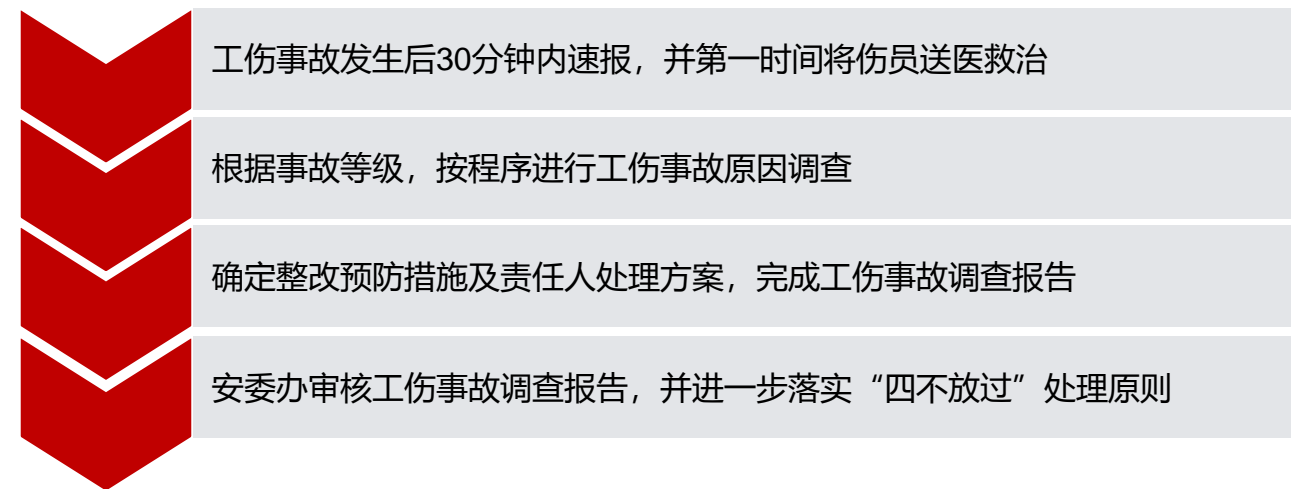 工伤事故发生后30分钟内速报，并第一时间将伤员送医救治
根据事故等级，按程序进行工伤事故原因调查
确定整改预防措施及责任人处理方案，完成工伤事故调查报告
安委办审核工伤事故调查报告，并进一步落实“四不放过”处理原则